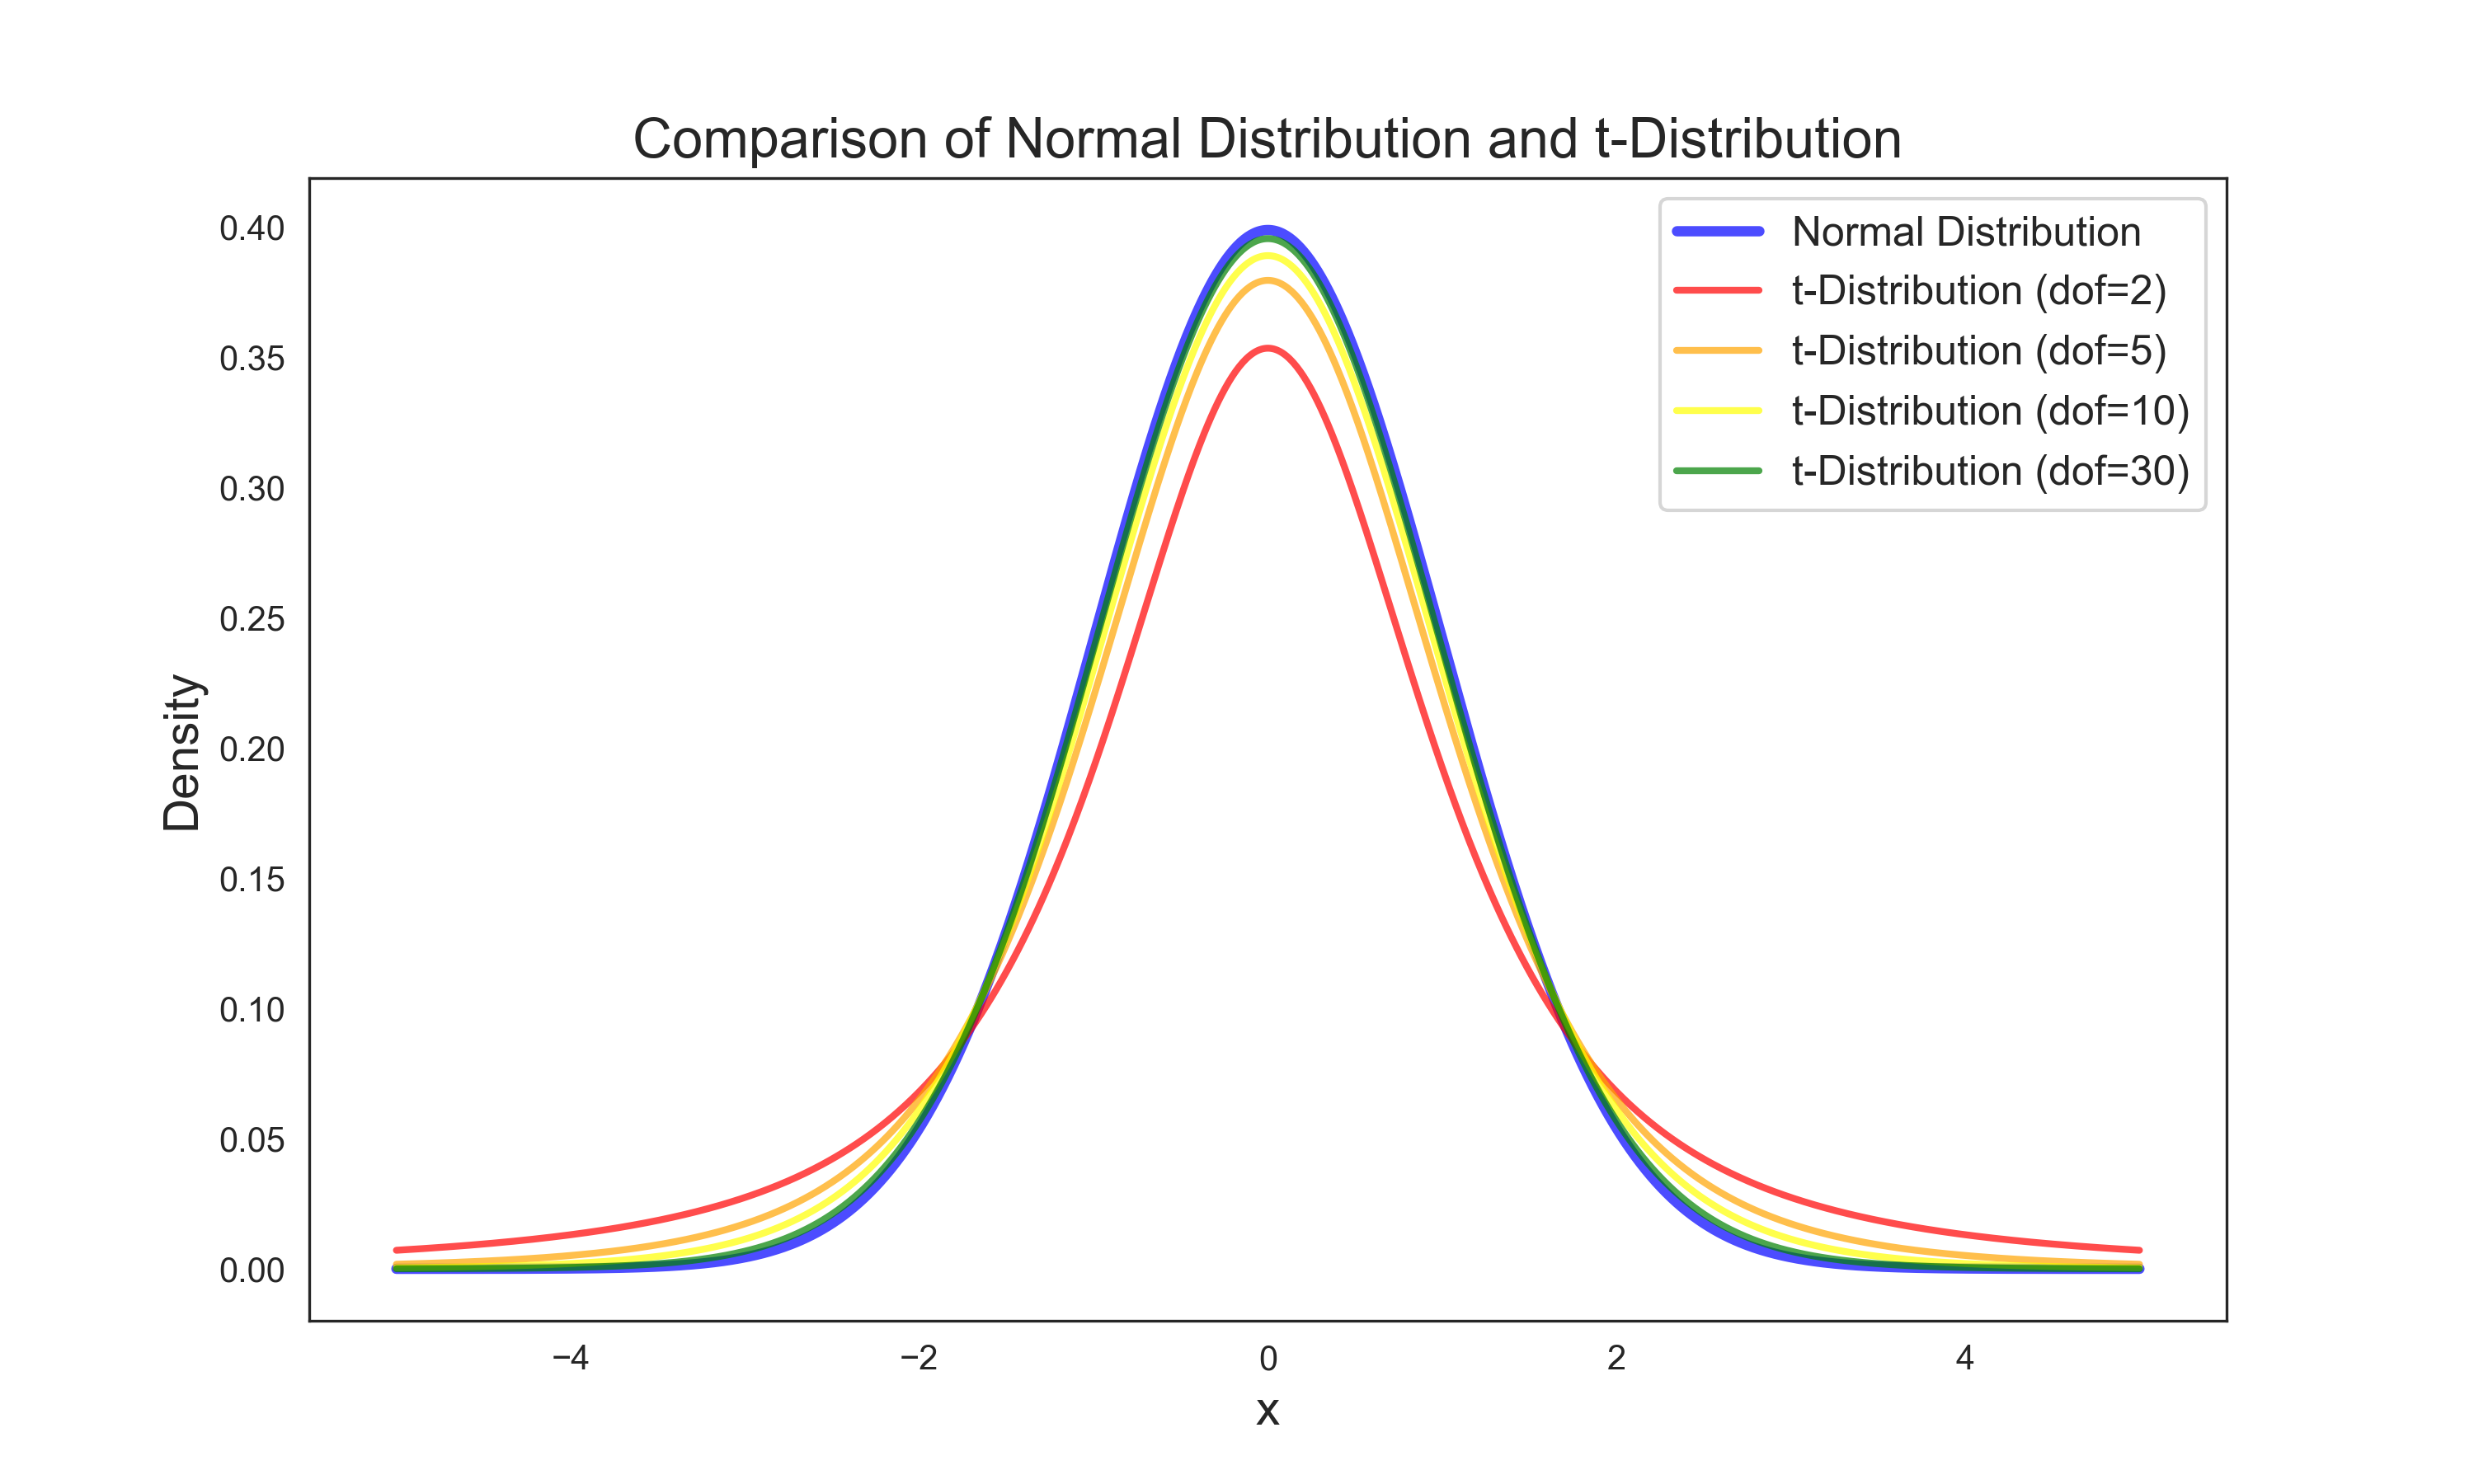 Comparison of Normal Distribution and t-Distribution
Normal Distribution
t-Distribution (dof=2)
t-Distribution (dof=5)
t-Distribution (dof=10)
t-Distribution (dof=30)
Density
0.40
0.35
0.30
0.25
0.20
0.15
0.10
0.05
0.00
−4 −2 0 2 4
x